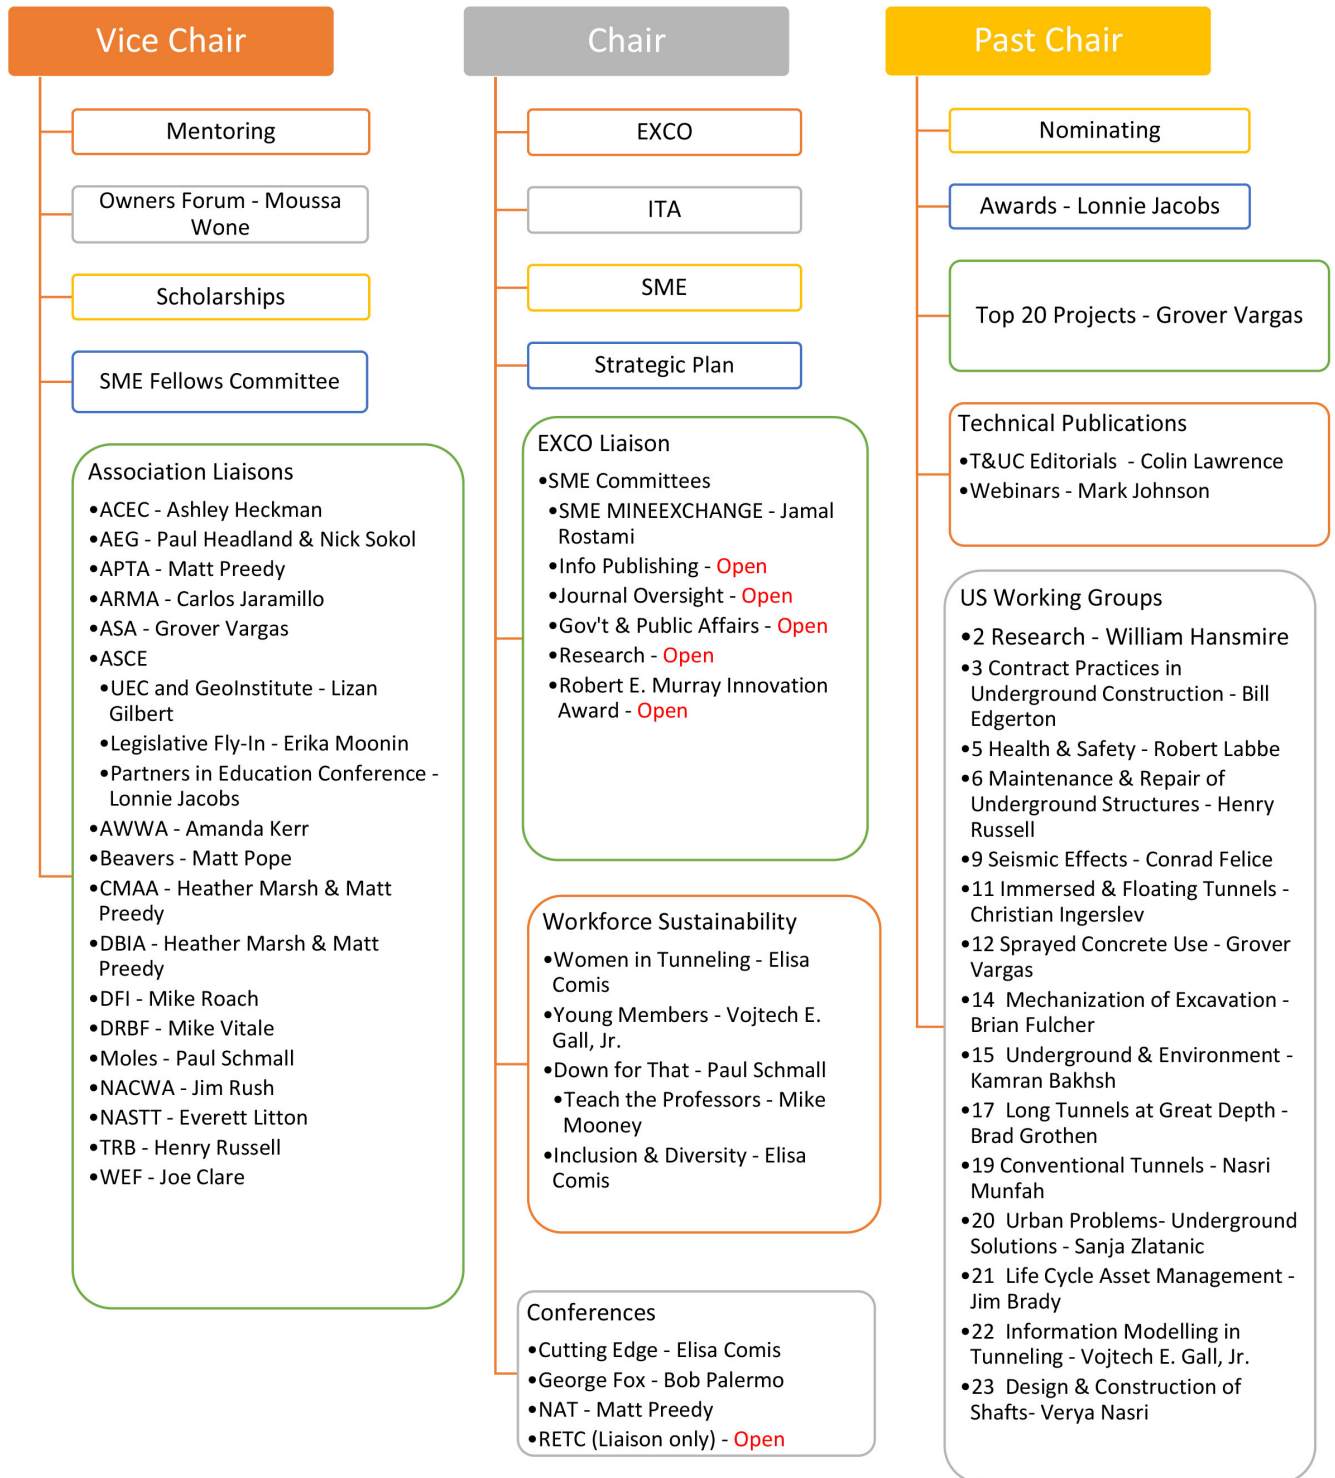 Vice Chair
Mentoring
Owners Forum - Moussa
Wone
Scholarships
SME Fellows Committee
Association Liaisons
•ACEC - Ashley Heckman
•AEG - Paul Headland & Nick Sokol
•APTA - Matt Preedy
•ARMA - Carlos Jaramillo
•ASA - Grover Vargas
•ASCE
•UEC and GeoInstitute - Lizan
Gilbert
•Legislative Fly-In - Erika Moonin
•Partners in Education Conference -
Lonnie Jacobs
•AWWA - Amanda Kerr
•Beavers - Matt Pope
•CMAA - Heather Marsh & Matt
Preedy
•DBIA - Heather Marsh & Matt
Preedy
•DFI - Mike Roach
•DRBF - Mike Vitale
•Moles - Paul Schmall
•NACWA - Jim Rush
•NASTT - Everett Litton
•TRB - Henry Russell
•WEF - Joe Clare
Chair
EXCO
ITA
SME
Strategic Plan
EXCO Liaison
•SME Committees
•SME MINEEXCHANGE - Jamal
Rostami
•Info Publishing - Open
•Journal Oversight - Open
•Gov't & Public Affairs - Open
•Research - Open
•Robert E. Murray Innovation
Award - Open
Workforce Sustainability
•Women in Tunneling - Elisa
Comis
•Young Members - Vojtech E.
Gall, Jr.
•Down for That - Paul Schmall
•Teach the Professors - Mike
Mooney
•Inclusion & Diversity - Elisa
Comis
Conferences
•Cutting Edge - Elisa Comis
•George Fox - Bob Palermo
•NAT - Matt Preedy
•RETC (Liaison only) - Open
Past Chair
Nominating
Awards - Lonnie Jacobs
Top 20 Projects - Grover Vargas
Technical Publications
•T&UC Editorials  - Colin Lawrence
•Webinars - Mark Johnson
US Working Groups
•2 Research - William Hansmire
•3 Contract Practices in
Underground Construction - Bill
Edgerton
•5 Health & Safety - Robert Labbe
•6 Maintenance & Repair of
Underground Structures - Henry
Russell
•9 Seismic Effects - Conrad Felice
•11 Immersed & Floating Tunnels -
Christian Ingerslev
•12 Sprayed Concrete Use - Grover
Vargas
•14  Mechanization of Excavation -
Brian Fulcher
•15  Underground & Environment -
Kamran Bakhsh
•17  Long Tunnels at Great Depth -
Brad Grothen
•19 Conventional Tunnels - Nasri
Munfah
•20  Urban Problems- Underground
Solutions - Sanja Zlatanic
•21  Life Cycle Asset Management -
Jim Brady
•22  Information Modelling in
Tunneling - Vojtech E. Gall, Jr.
•23  Design & Construction of
Shafts- Verya Nasri